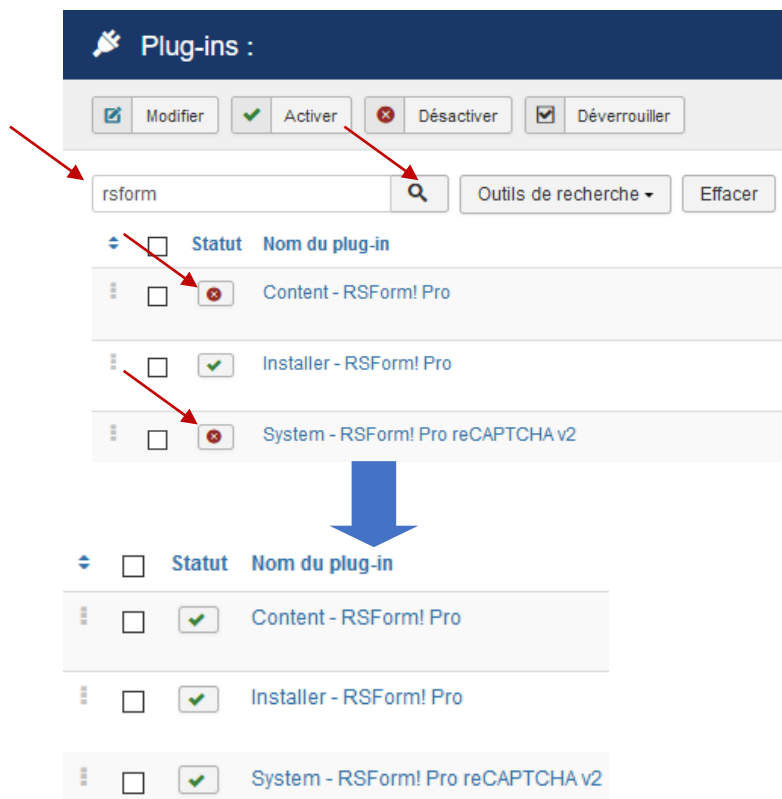 Plug-ins :
Modifier Activer Désactiver Déverrouiller
rsform Outils de recherche Effacer
Statut Nom du plug-in
Content - RSForm! Pro
Installer - RSForm! Pro
System - RSForm! Pro reCAPTCHA v2
Statut Nom du plug-in
Content - RSForm! Pro
Installer - RSForm! Pro
System - RSForm! Pro reCAPTCHA v2